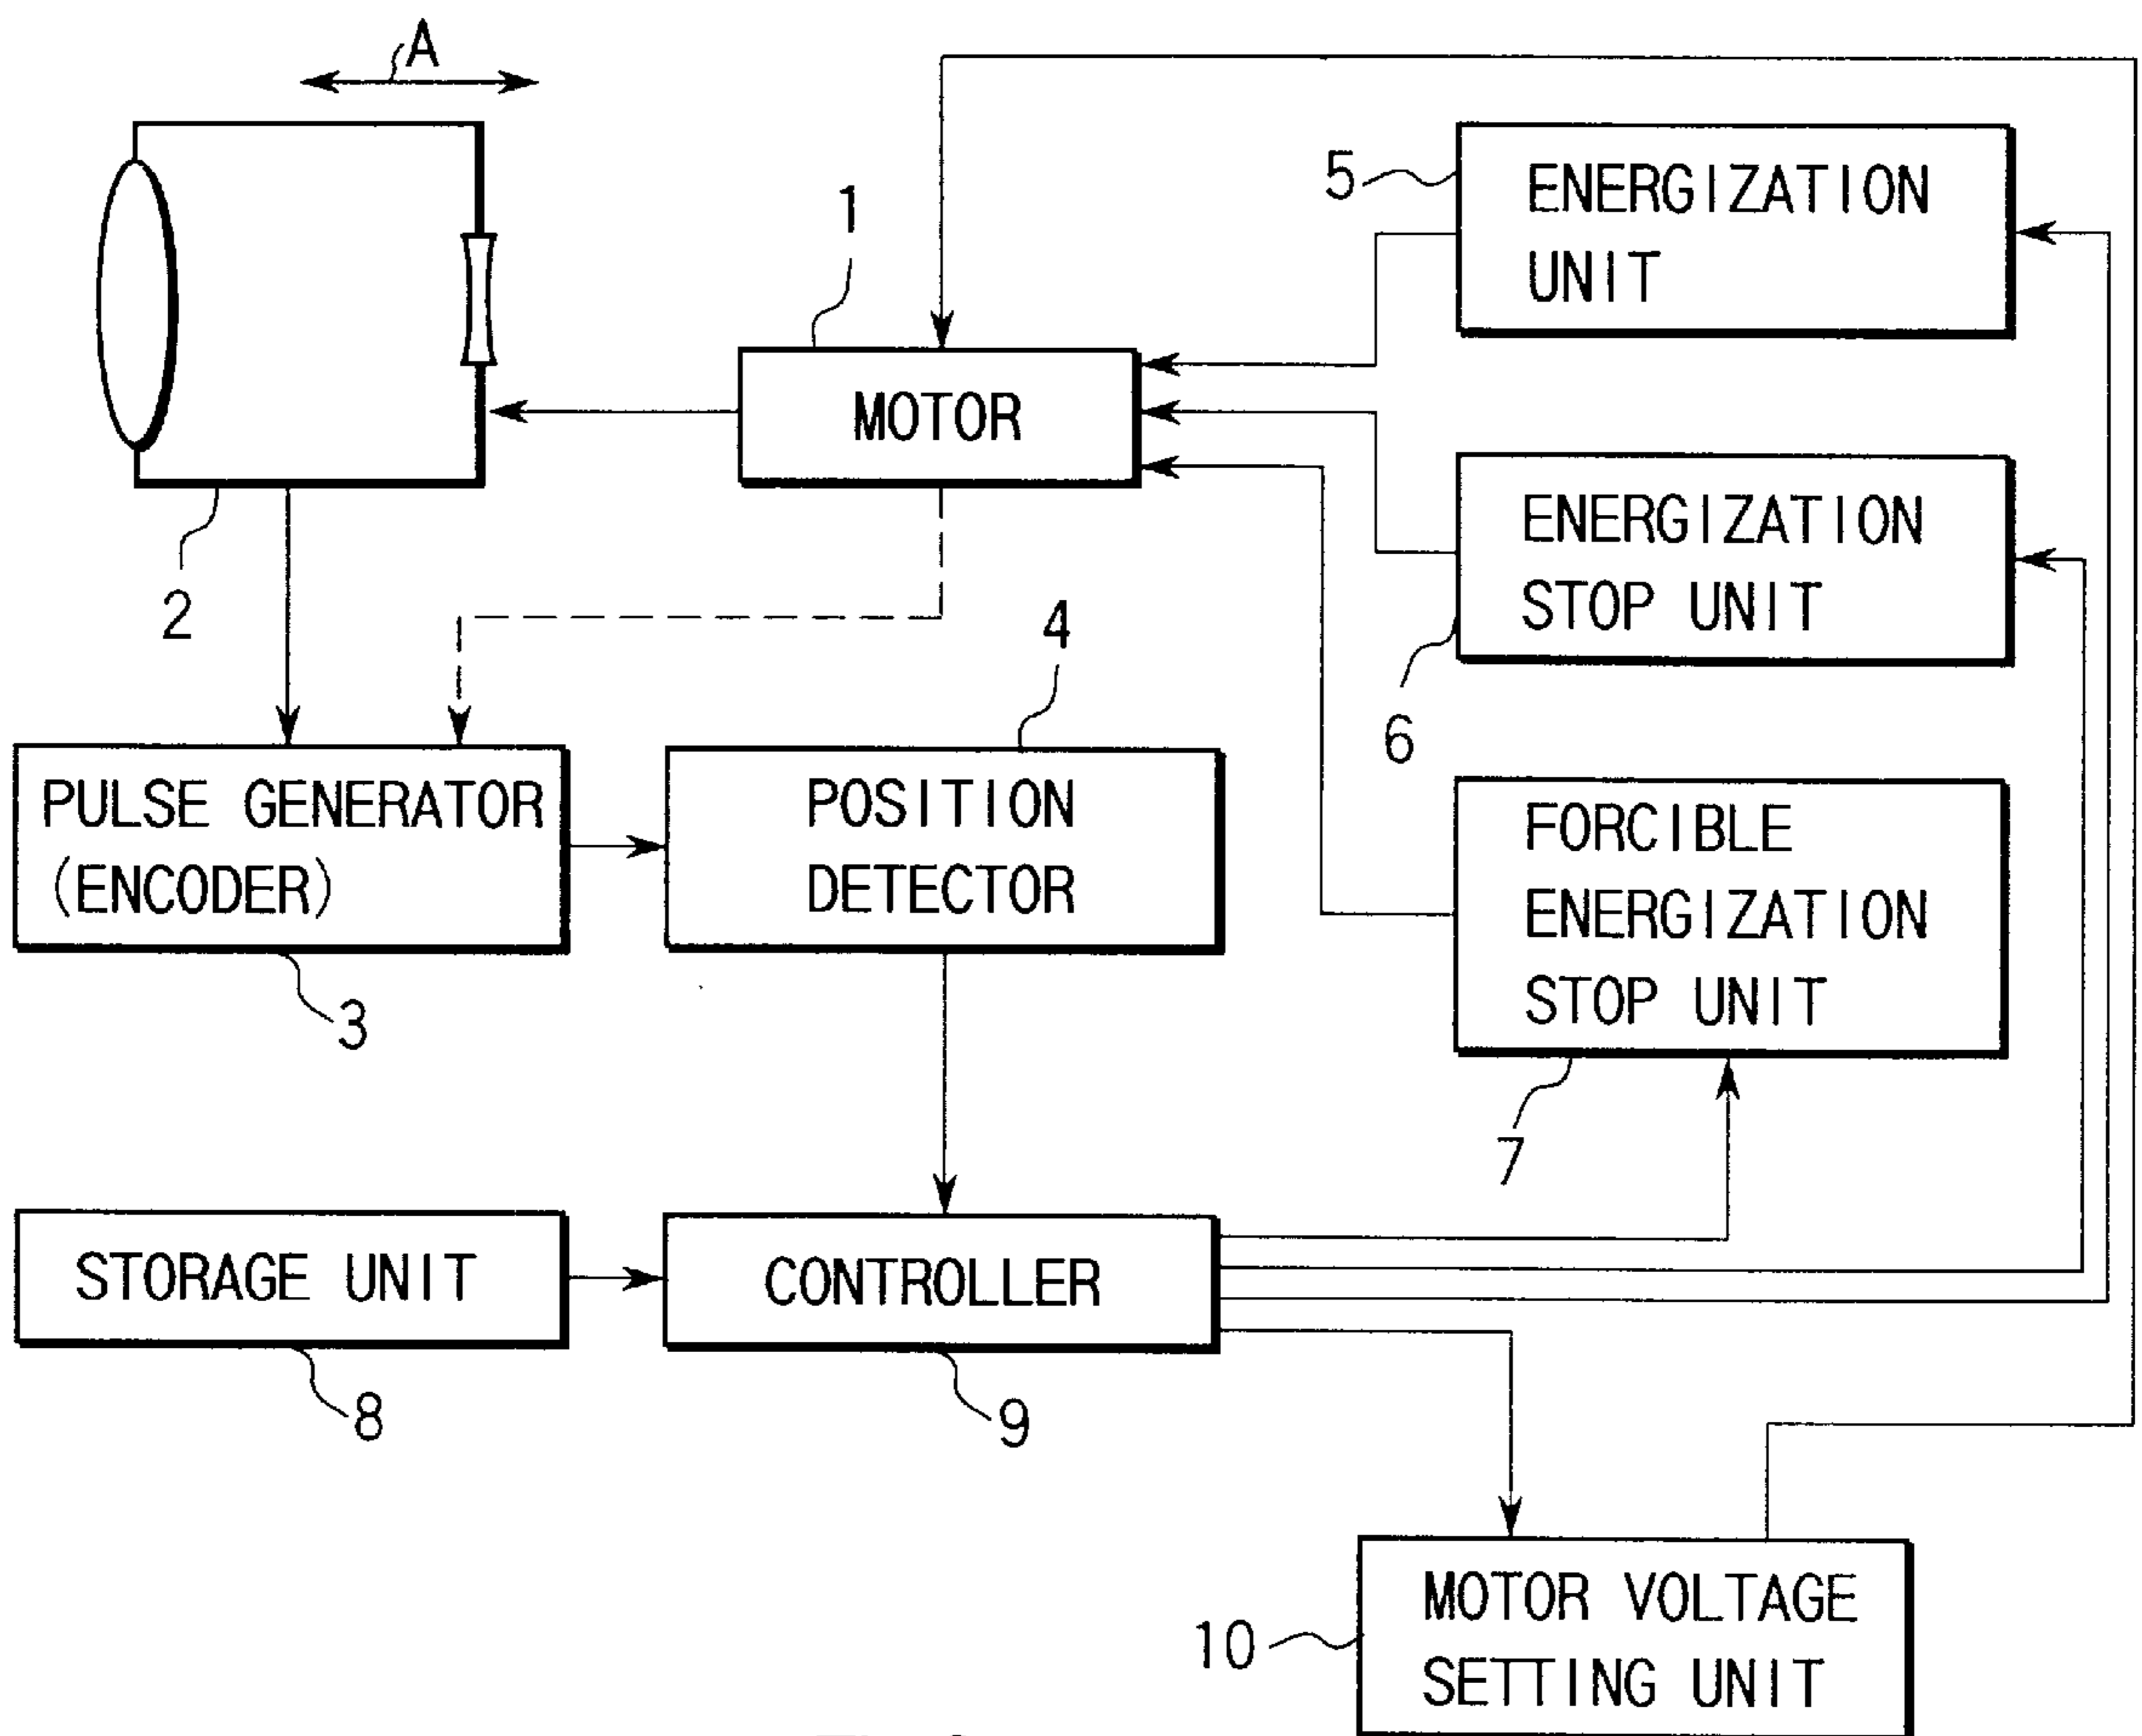 A
5
ENERGIZATION
UNIT
1
MOTOR
2
ENERGIZATION
STOP UNIT
6
4
PULSE GENERATOR
(ENCODER)
3
POSITION
DETECTOR
FORCIBLE
ENERGIZATION
STOP UNIT
7
STORAGE UNIT
8
CONTROLLER
9
10
MOTOR VOLTAGE
SETTING UNIT